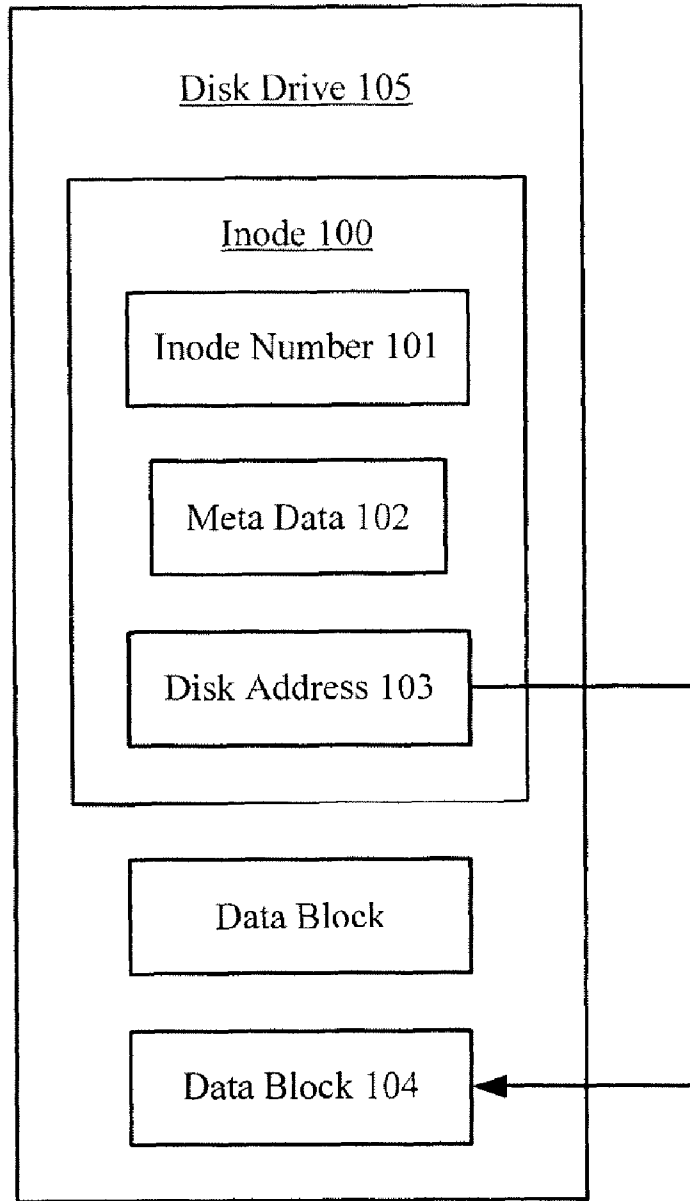 Disk Drive 105
Inode 100
Inode Number 101
Meta Data 102
Disk Address 103
Data Block
Data Block 104